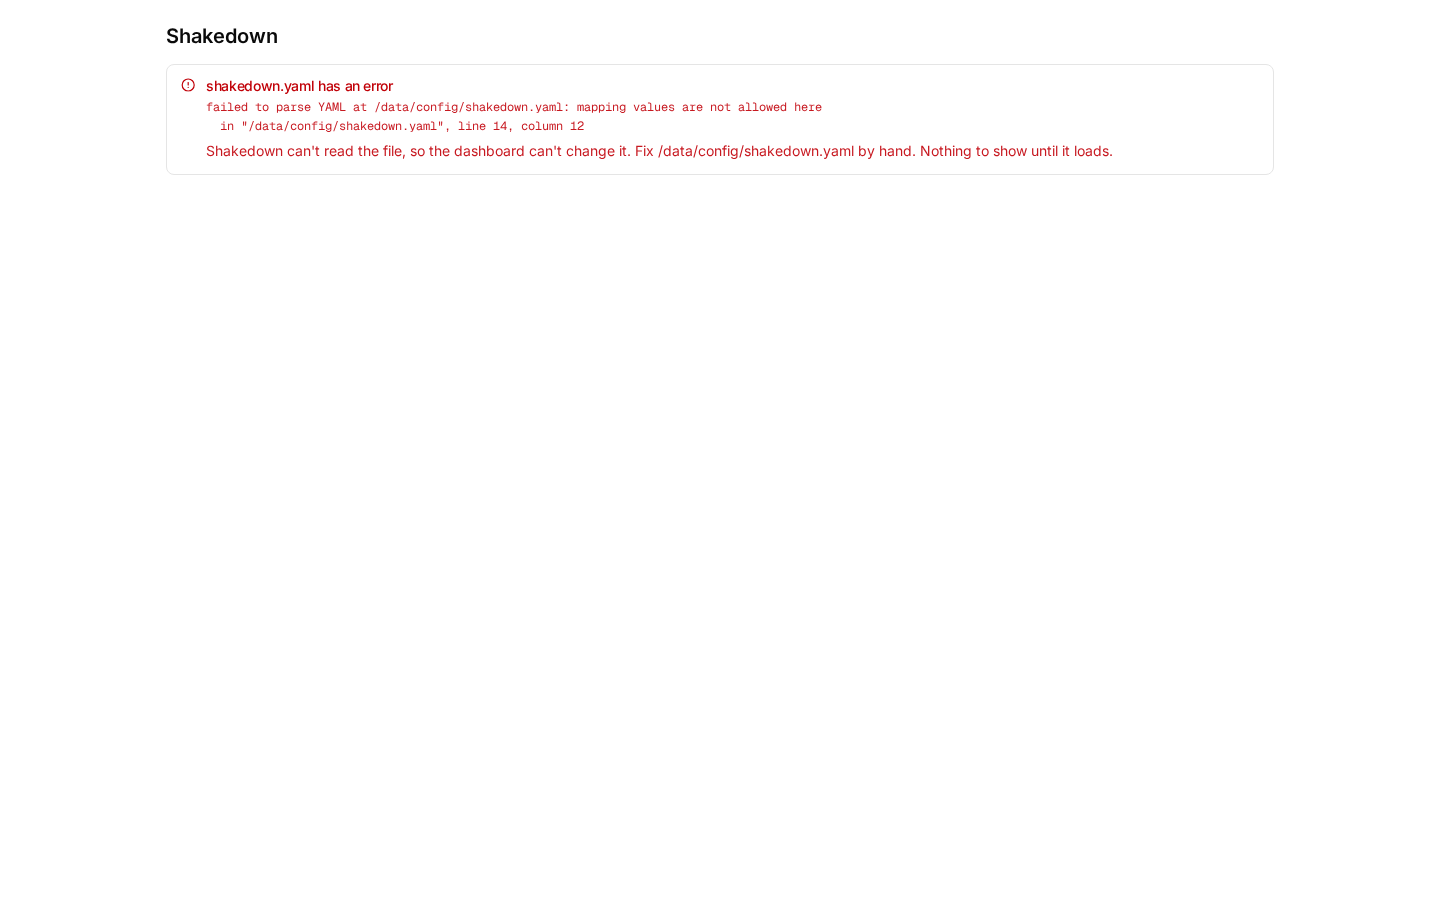 Shakedown
shakedown.yaml has an error
failed to parse YAML at /data/config/shakedown.yaml: mapping values are not allowed here
in "/data/config/shakedown.yaml", line 14, column 12
Shakedown can't read the file, so the dashboard can't change it. Fix /data/config/shakedown.yaml by hand. Nothing to show until it loads.